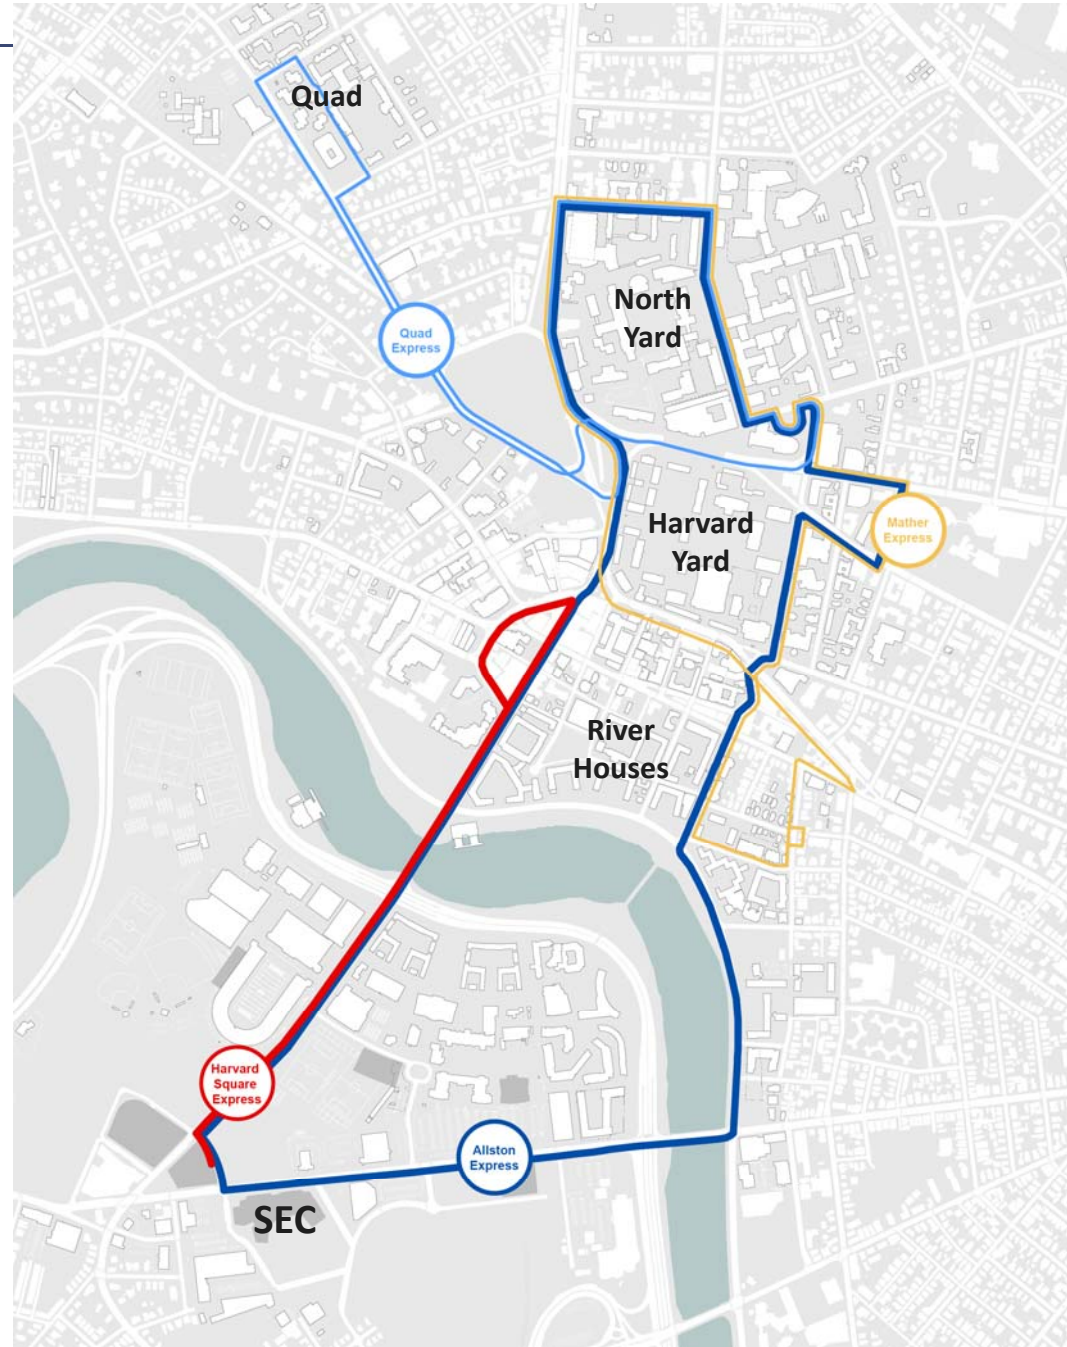 Quad
North
Yard
Quad
Express
Harvard
Yard
Mather
Express
River
Houses
Harvard
Square
Express
Allston
Express
SEC